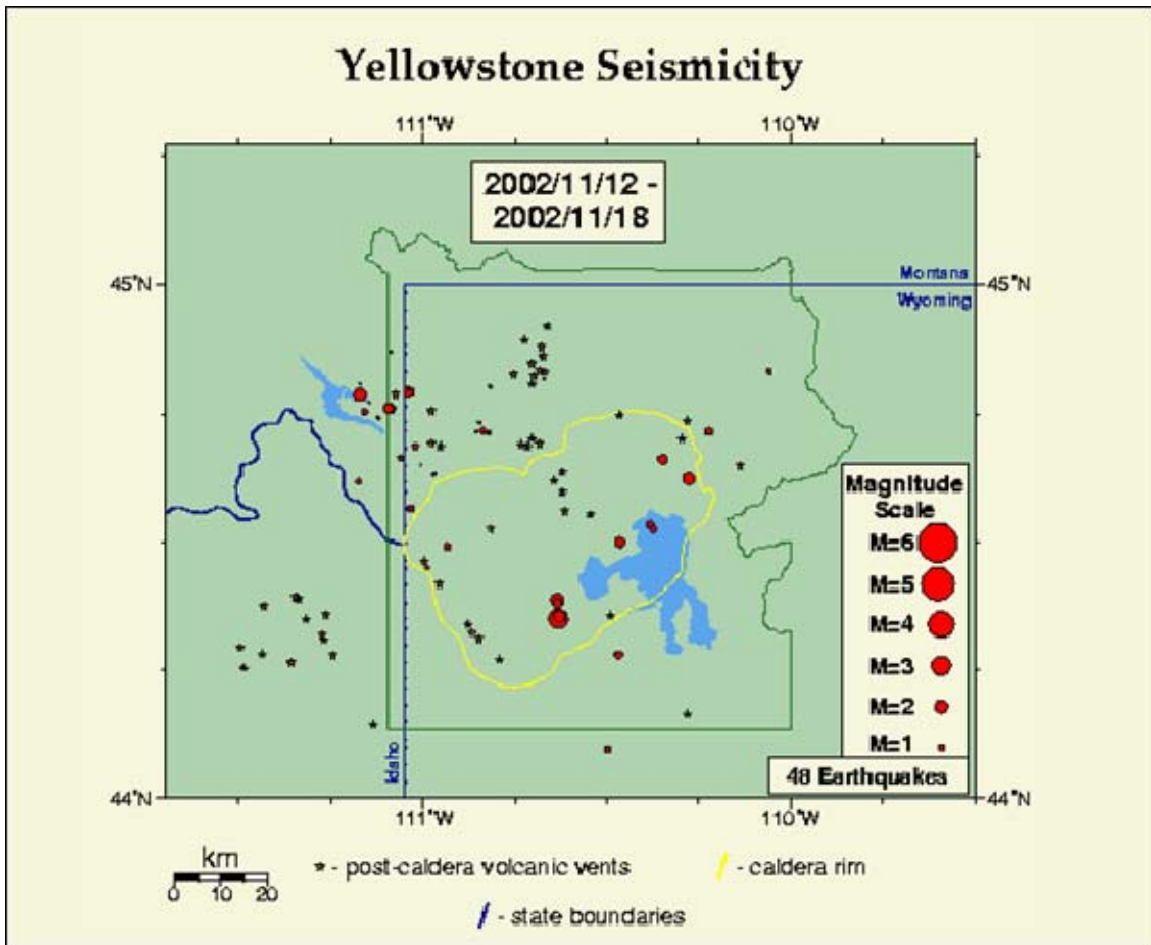 Yellowstone Seismicity
111°W 110°W
2002/11/12 -
2002/11/18
45°N Montana 45°N
Wyoming
Magnitude
Scale
M=6
M=5
M=4
M=3
M=2
M=1
Idaho
48 Earthquakes
44°N 44°N
111°W 110°W
km
0 10 20
- post-caldera volcanic vents
- caldera rim
- state boundaries